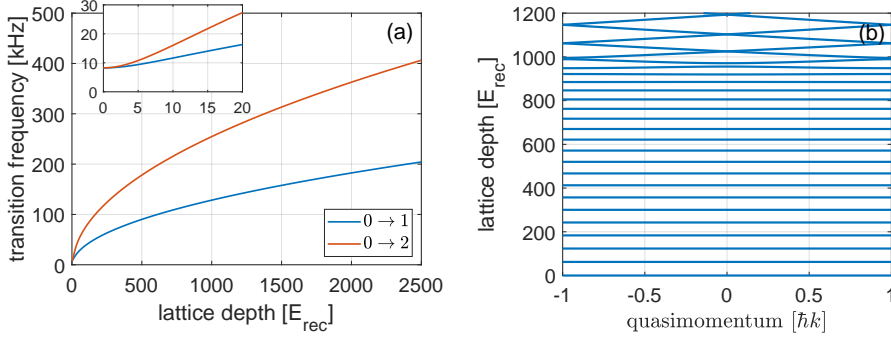 (a)
transition frequency [kHz]
500
400
300
200
100
0
30
20
10
0
0 5 10 15 20
0 → 1
0 → 2
0 500 1000 1500 2000 2500
lattice depth [E_rec]
(b)
lattice depth [E_rec]
1200
1000
800
600
400
200
0
-1 -0.5 0 0.5 1
quasimomentum [ħk]